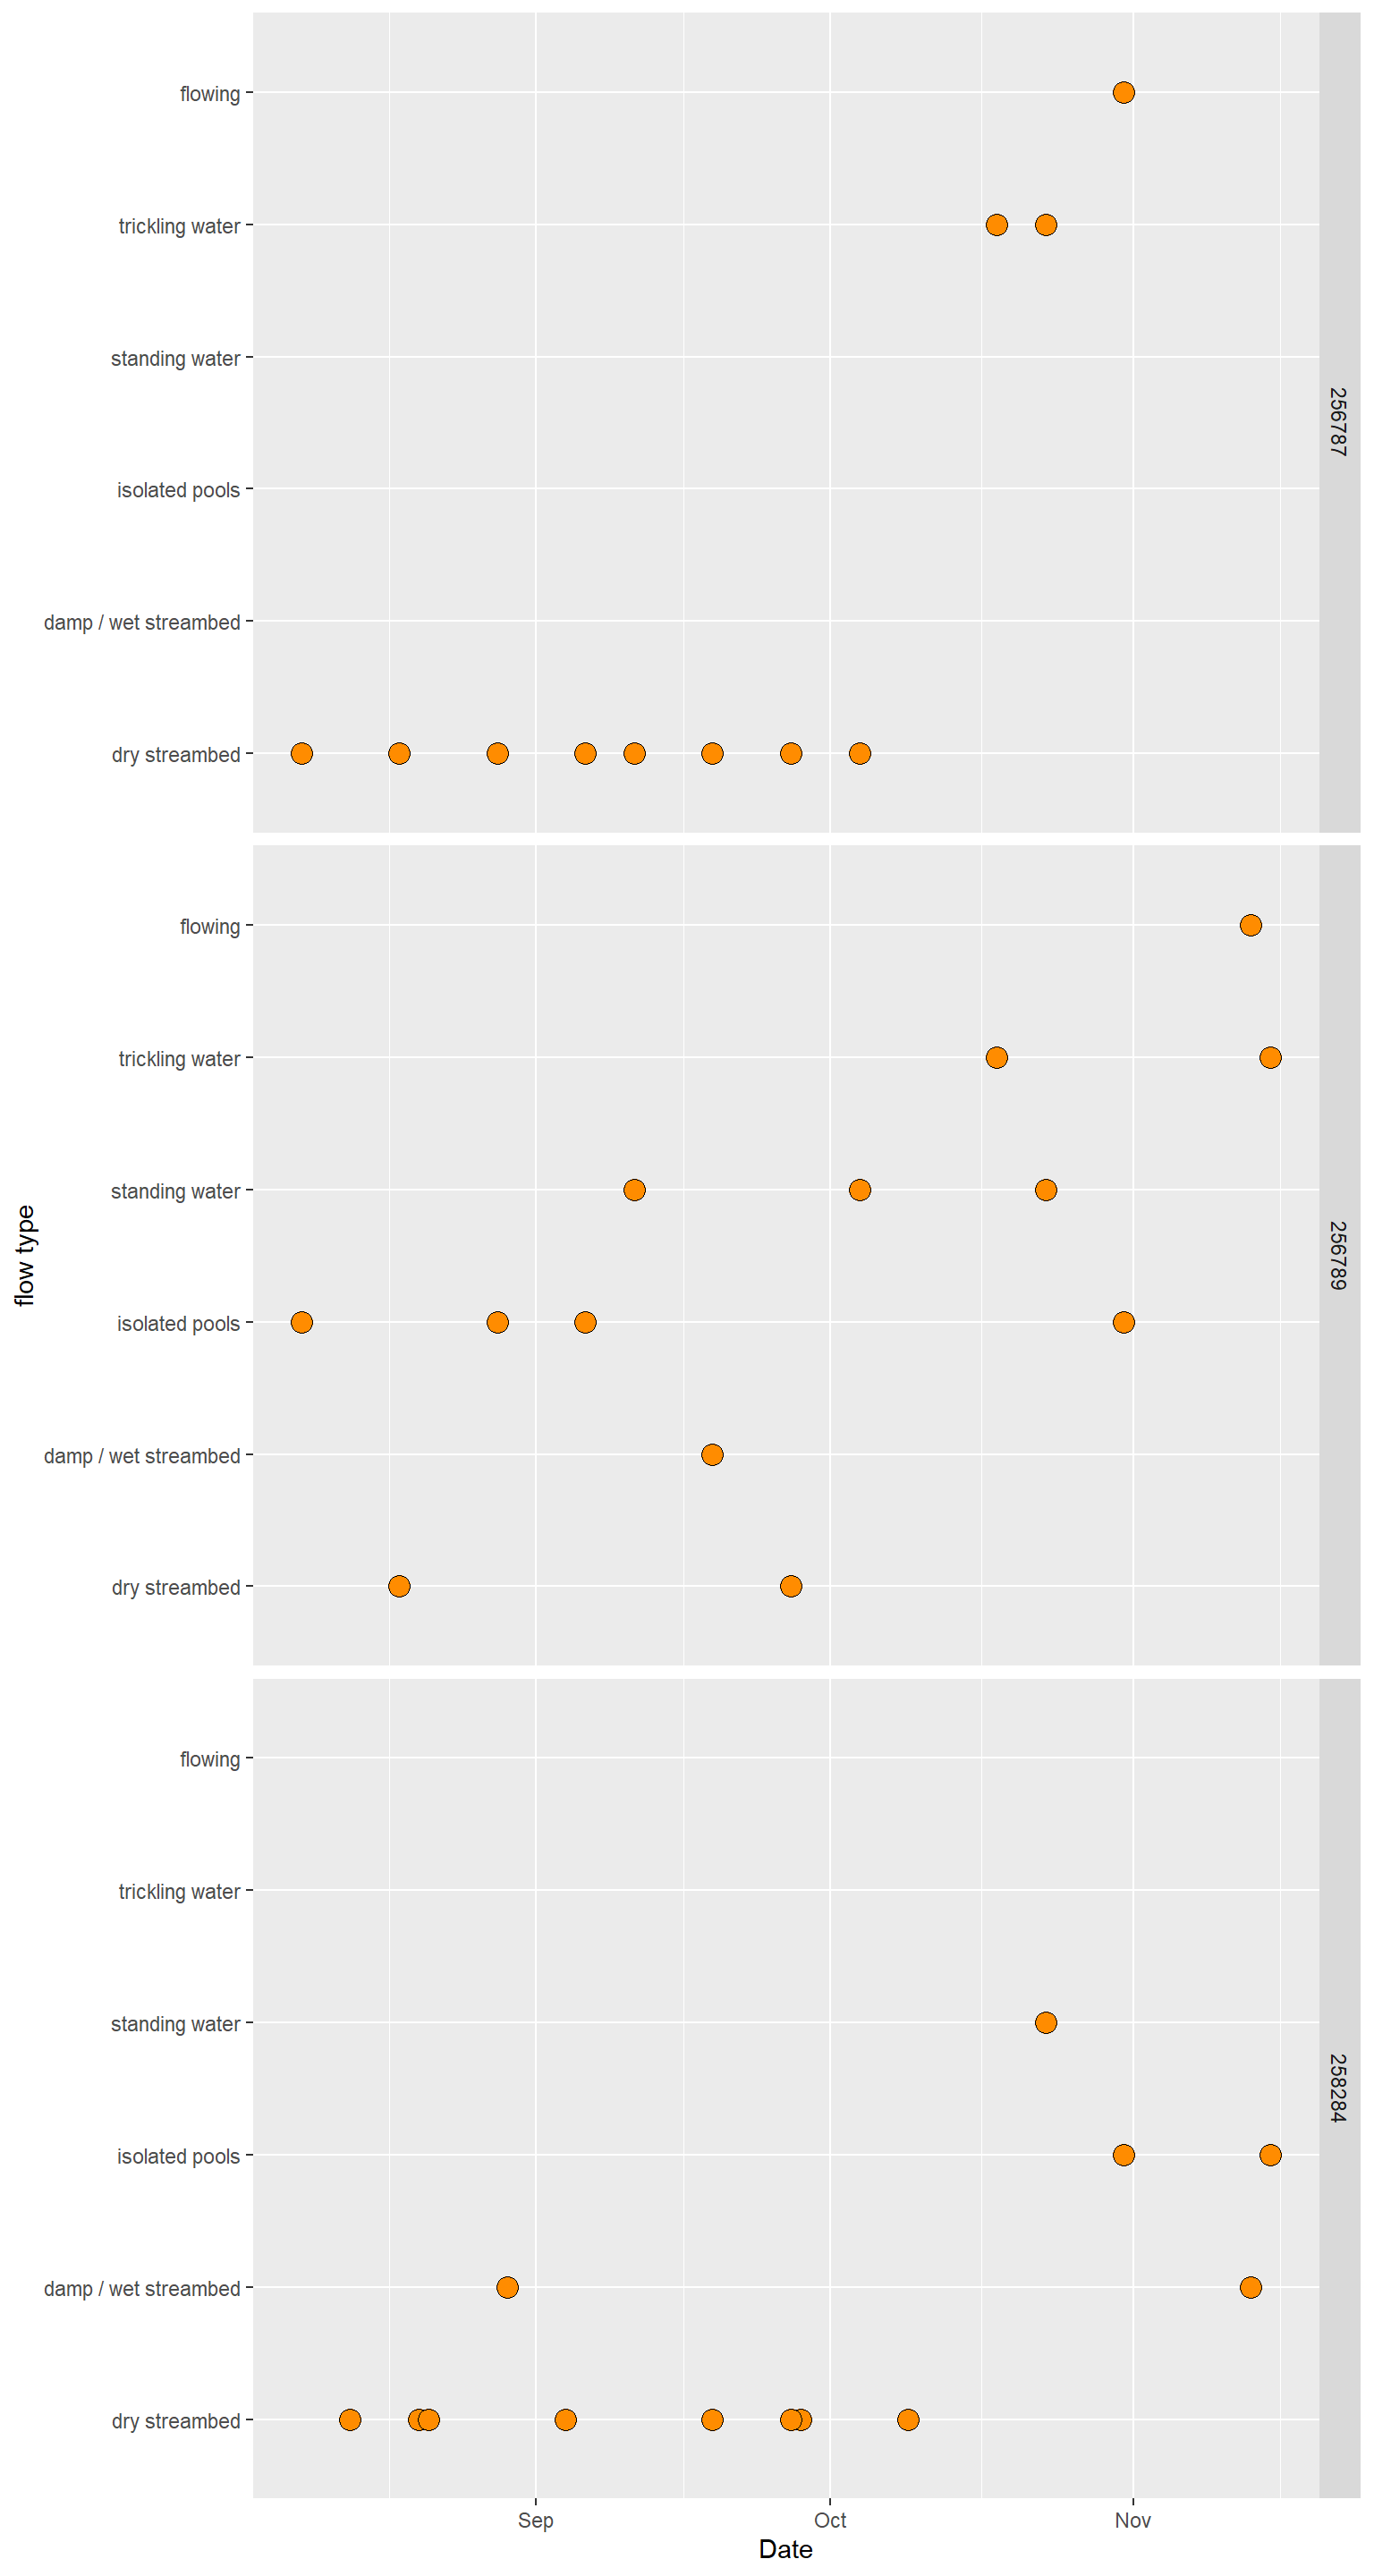 flowing
trickling water
standing water
isolated pools
damp / wet streambed
dry streambed
256787
flow type
flowing
trickling water
standing water
isolated pools
damp / wet streambed
dry streambed
256789
flowing
trickling water
standing water
isolated pools
damp / wet streambed
dry streambed
258284
Sep Oct Nov
Date